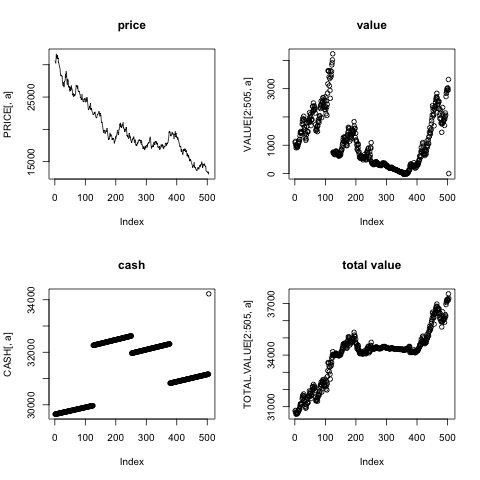 price
PRICE[, a]
15000
25000
0
100
200
300
400
500
Index
value
VALUE[2:505, a]
0
1000
3000
0
100
200
300
400
500
Index
cash
CASH[, a]
30000
32000
34000
0
100
200
300
400
500
Index
total value
TOTAL.VALUE[2:505, a]
31000
34000
37000
0
100
200
300
400
500
Index